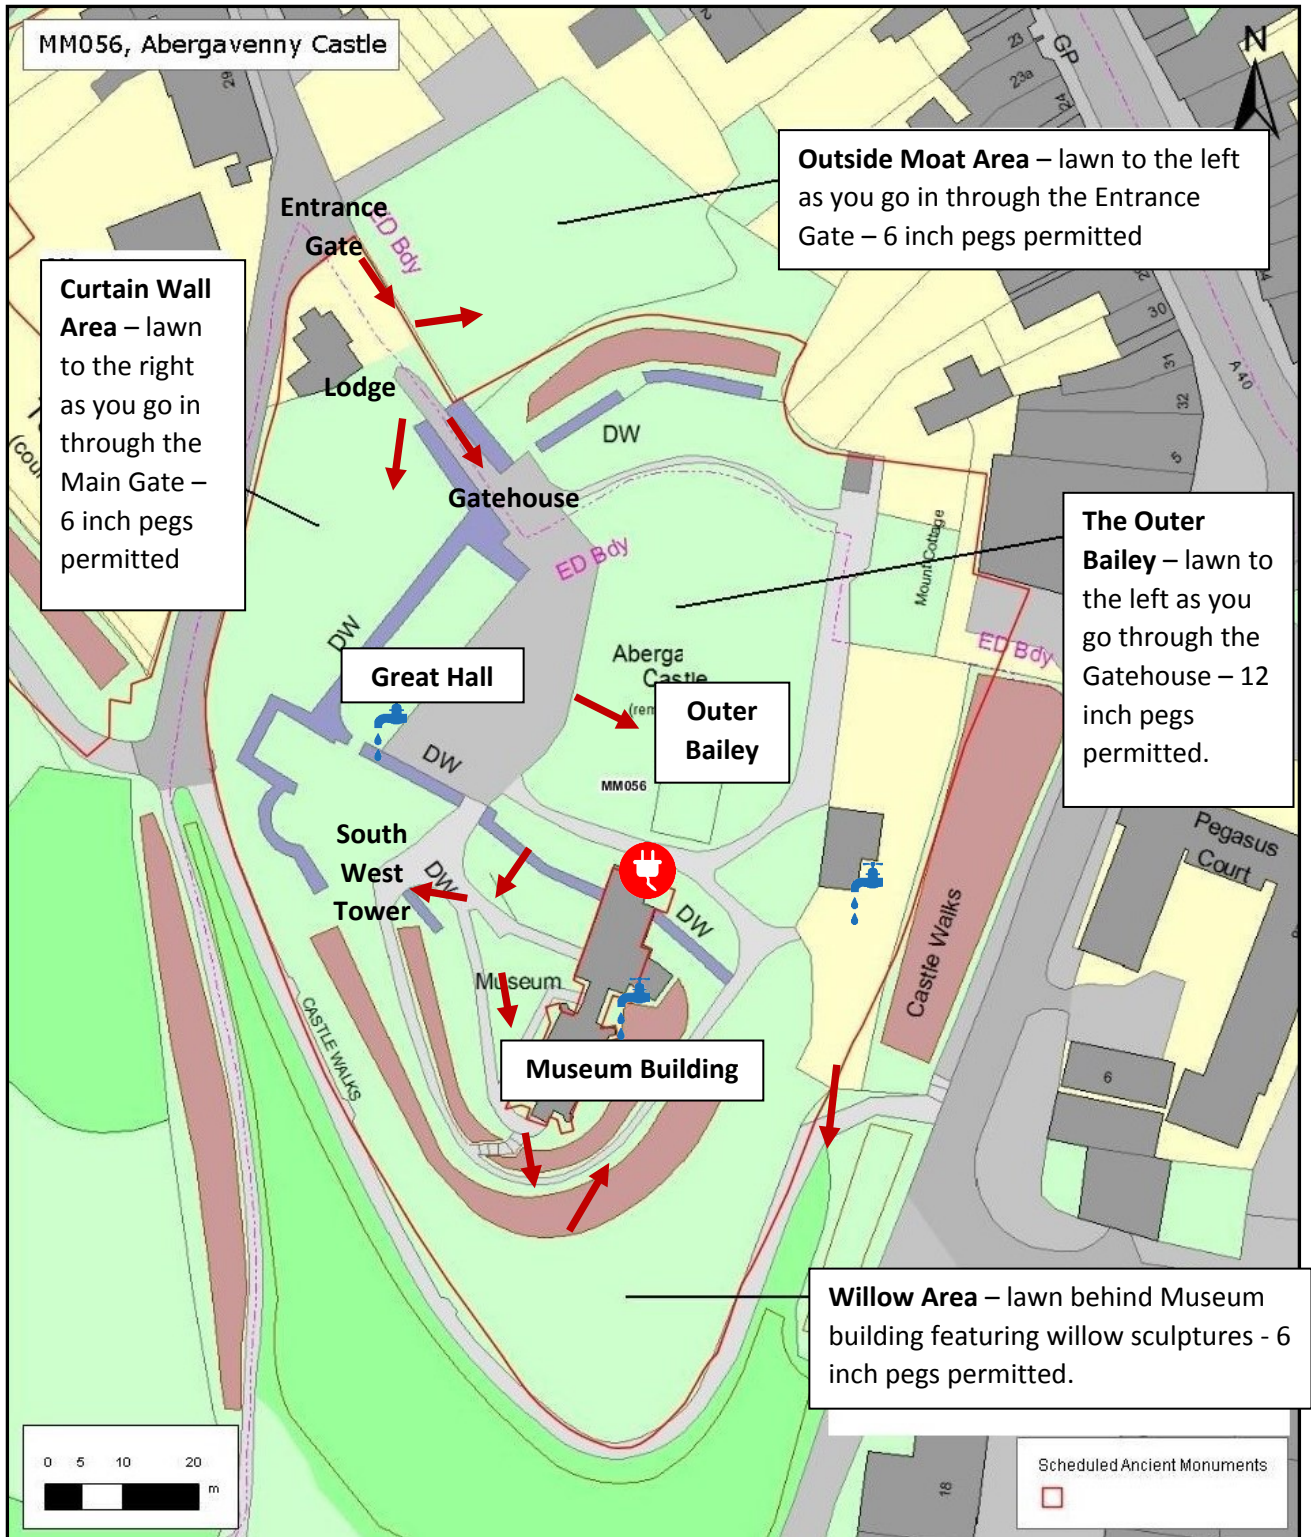 MM056, Abergavenny Castle
29
2
23
23a
24
GP
N
Outside Moat Area – lawn to the left
as you go in through the Entrance
Gate – 6 inch pegs permitted
Entrance
Gate
ED Bdy
Curtain Wall
Area – lawn
to the right
as you go in
through the
Main Gate –
6 inch pegs
permitted
30
31
32
5
A 40
Lodge
DW
Gatehouse
ED Bdy
Mount Cottage
The Outer
Bailey – lawn to
the left as you
go through the
Gatehouse – 12
inch pegs
permitted.
ED Bdy
DW
Great Hall
Aberga
Castle
(rem
Outer
Bailey
MM056
DW
South
West
Tower
DW
DW
Pegasus
Court
Castle Walks
Museum
CASTLE WALKS
Museum Building
6
Willow Area – lawn behind Museum
building featuring willow sculptures - 6
inch pegs permitted.
0 5 10 20
m
18
Scheduled Ancient Monuments